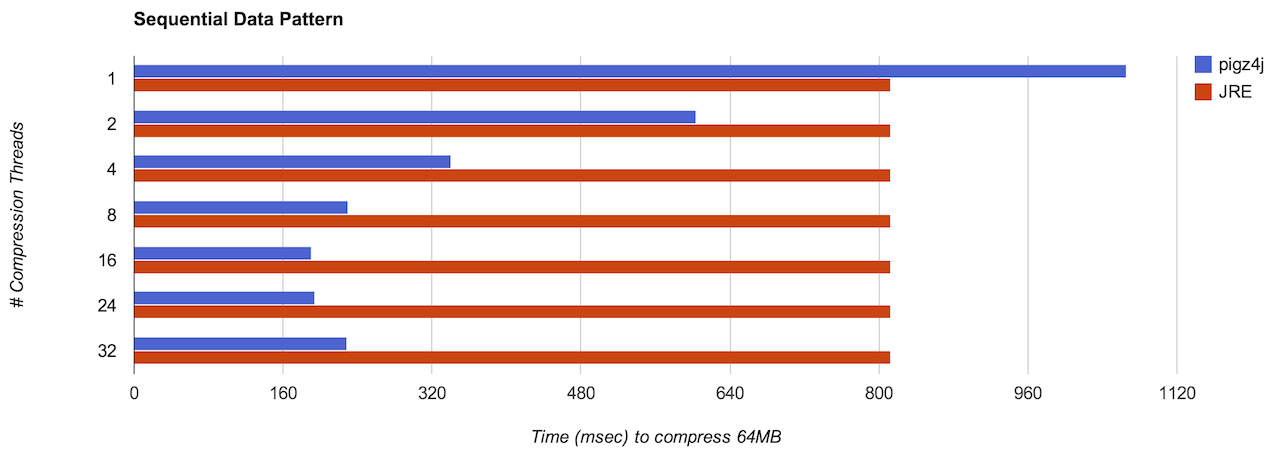 Sequential Data Pattern
pigz4j
JRE
# Compression Threads
1
2
4
8
16
24
32
0 160 320 480 640 800 960 1120
Time (msec) to compress 64MB